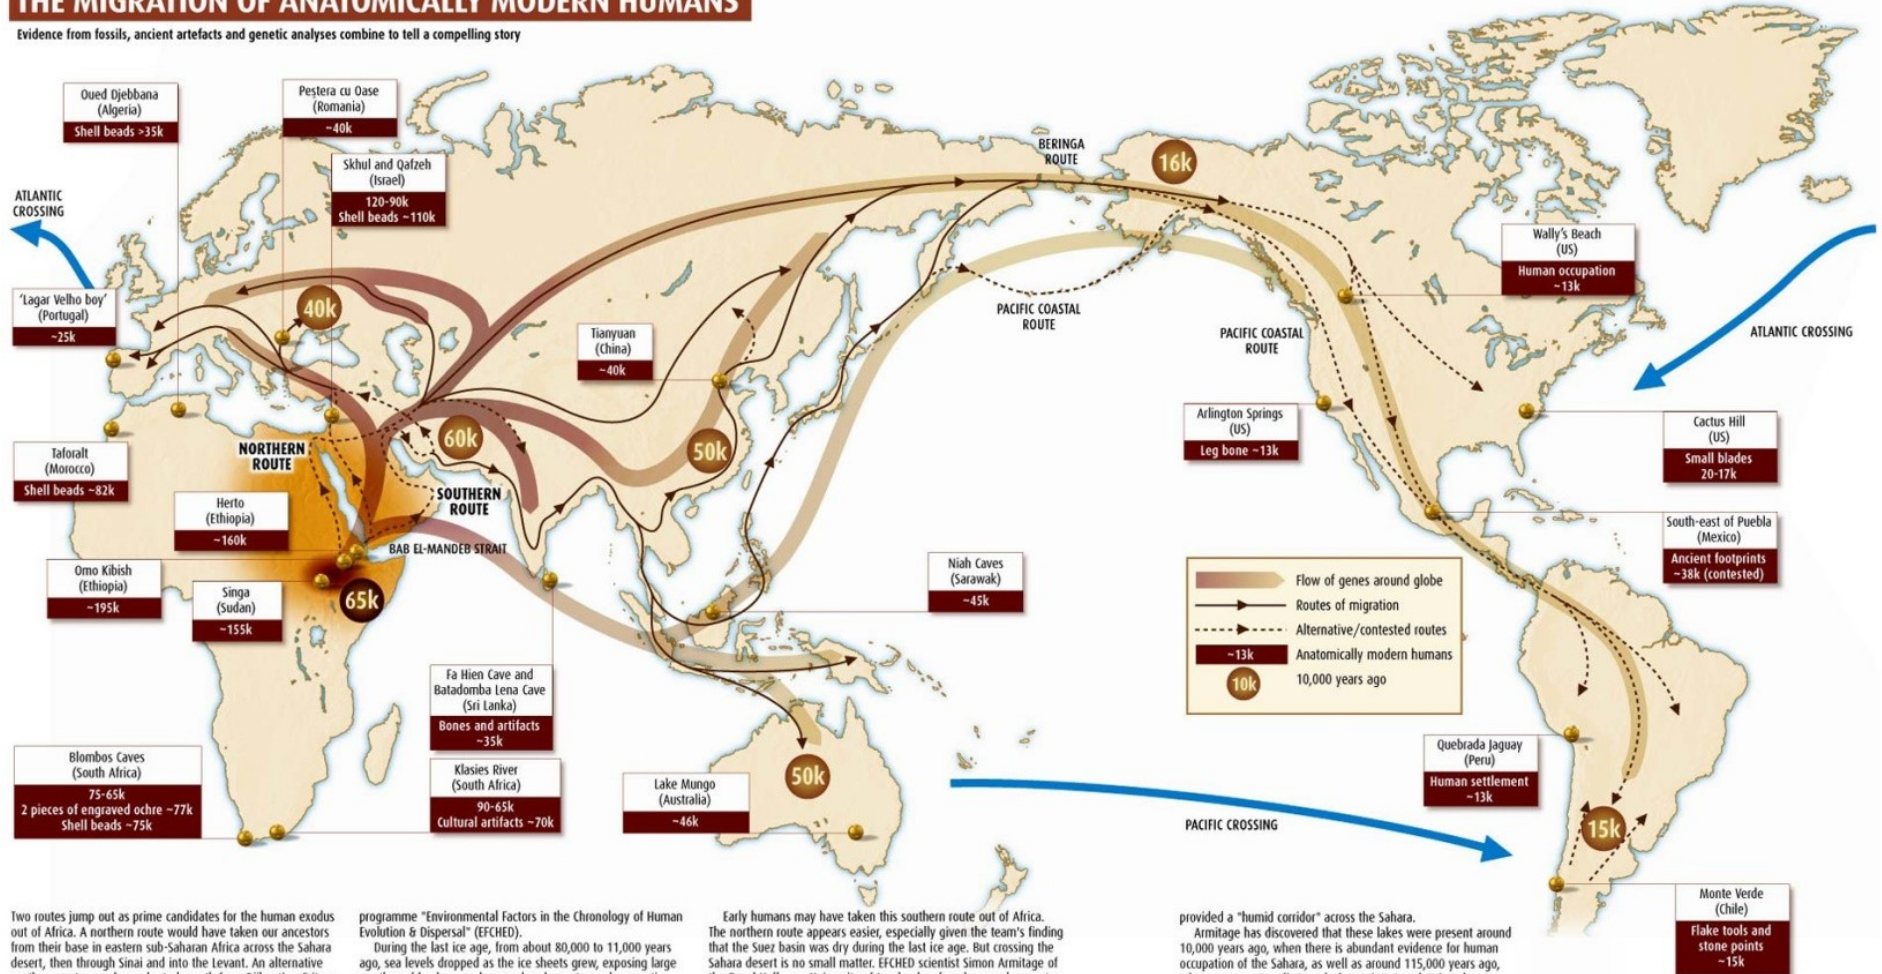 THE MIGRATION OF ANATOMICALLY MODERN HUMANS
Evidence from fossils, ancient artefacts and genetic analyses combine to tell a compelling story
Oued Djebbana
(Algeria)
Shell beads >35k
Peştera cu Oase
(Romania)
~40k
Skhul and Qafzeh
(Israel)
120-90k
Shell beads ~110k
ATLANTIC
CROSSING
'Lagar Velho boy'
(Portugal)
~25k
40k
Tianyuan
(China)
~40k
BERINGA
ROUTE
16k
PACIFIC COASTAL
ROUTE
PACIFIC COASTAL
ROUTE
Wally's Beach
(US)
Human occupation
~13k
ATLANTIC CROSSING
Taforalt
(Morocco)
Shell beads ~82k
NORTHERN
ROUTE
60k
50k
SOUTHERN
ROUTE
Arlington Springs
(US)
Leg bone ~13k
Cactus Hill
(US)
Small blades
20-17k
Herto
(Ethiopia)
~160k
BAB EL-MANDEB STRAIT
South-east of Puebla
(Mexico)
Ancient footprints
~38k (contested)
Omo Kibish
(Ethiopia)
~195k
Singa
(Sudan)
~155k
65k
Niah Caves
(Sarawak)
~45k
Flow of genes around globe
Routes of migration
Alternative/contested routes
~13k Anatomically modern humans
10k 10,000 years ago
Fa Hien Cave and
Batadomba Lena Cave
(Sri Lanka)
Bones and artifacts
~35k
Blombos Caves
(South Africa)
75-65k
2 pieces of engraved ochre ~77k
Shell beads ~75k
Klasies River
(South Africa)
90-65k
Cultural artifacts ~70k
Lake Mungo
(Australia)
~46k
50k
PACIFIC CROSSING
Quebrada Jaguay
(Peru)
Human settlement
~13k
15k
Monte Verde
(Chile)
Flake tools and
stone points
~15k
Two routes jump out as prime candidates for the human exodus
out of Africa. A northern route would have taken our ancestors
from their base in eastern sub-Saharan Africa across the Sahara
desert, then through Sinai and into the Levant. An alternative
programme "Environmental Factors in the Chronology of Human
Evolution & Dispersal" (EFCHED).
During the last ice age, from about 80,000 to 11,000 years
ago, sea levels dropped as the ice sheets grew, exposing large
Early humans may have taken this southern route out of Africa.
The northern route appears easier, especially given the team's finding
that the Suez basin was dry during the last ice age. But crossing the
Sahara desert is no small matter. EFCHED scientist Simon Armitage of
provided a "humid corridor" across the Sahara.
Armitage has discovered that these lakes were present around
10,000 years ago, when there is abundant evidence for human
occupation of the Sahara, as well as around 115,000 years ago,